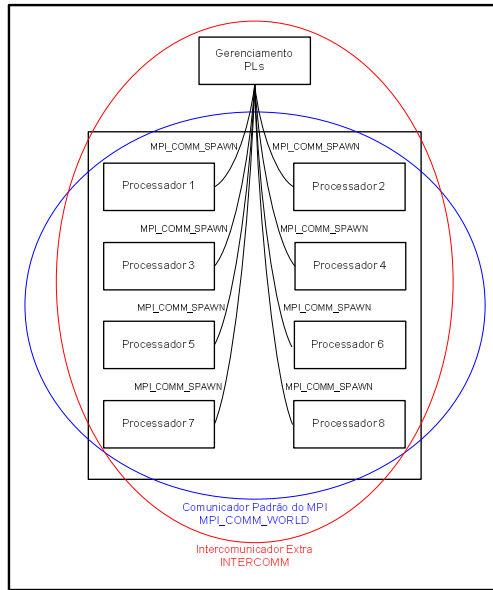 Gerenciamento
PLs
MPI_COMM_SPAWN MPI_COMM_SPAWN
Processador 1 Processador 2
MPI_COMM_SPAWN MPI_COMM_SPAWN
Processador 3 Processador 4
MPI_COMM_SPAWN MPI_COMM_SPAWN
Processador 5 Processador 6
MPI_COMM_SPAWN MPI_COMM_SPAWN
Processador 7 Processador 8
Comunicador Padrão do MPI
MPI_COMM_WORLD
Intercomunicador Extra
INTERCOMM